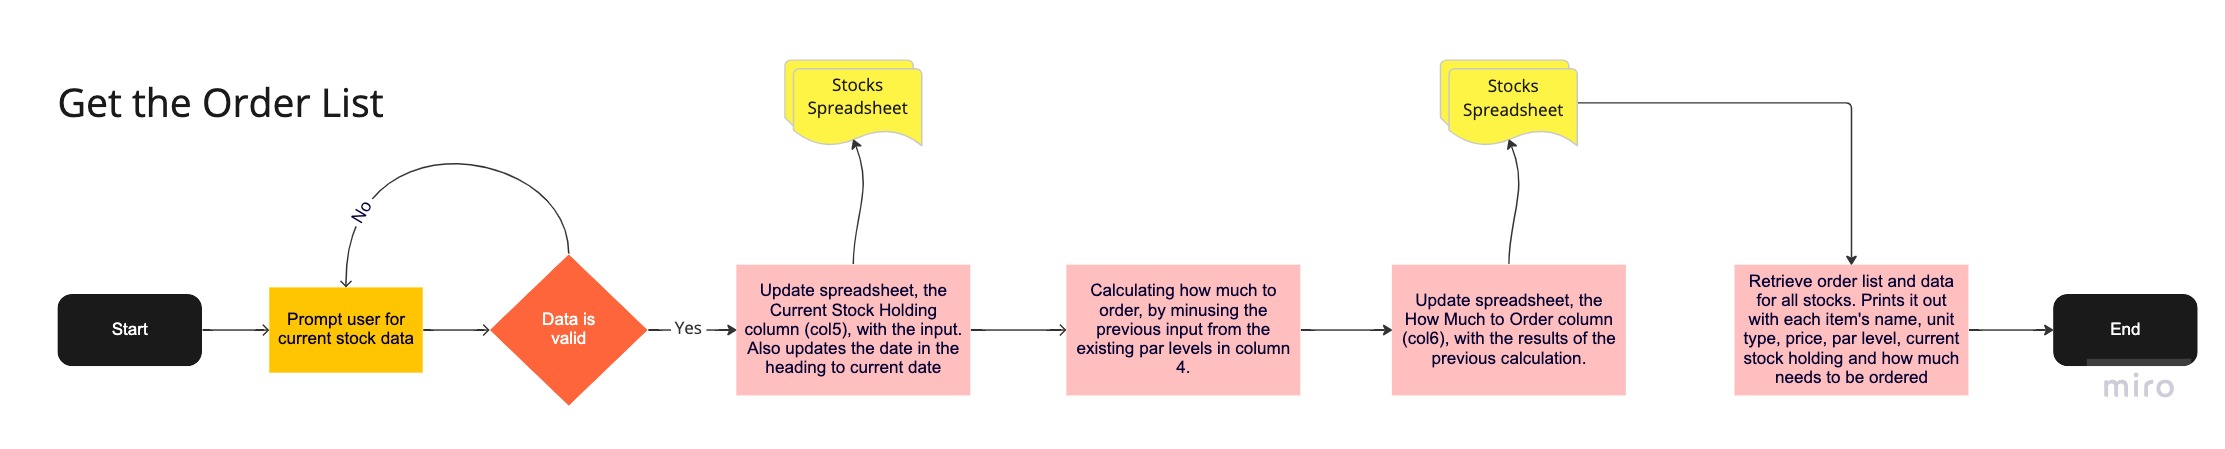 Get the Order List
Start
Prompt user for
current stock data
No
Data is
valid
Yes
Stocks
Spreadsheet
Update spreadsheet, the
Current Stock Holding
column (col5), with the input.
Also updates the date in the
heading to current date
Calculating how much to
order, by minusing the
previous input from the
existing par levels in column
4.
Stocks
Spreadsheet
Update spreadsheet, the
How Much to Order column
(col6), with the results of the
previous calculation.
Retrieve order list and data
for all stocks. Prints it out
with each item's name, unit
type, price, par level, current
stock holding and how much
needs to be ordered
End
miro